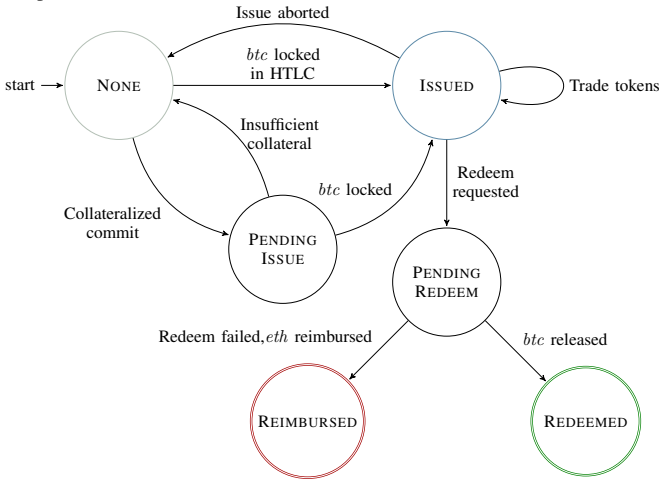 Issue aborted
btc locked
in HTLC
start
NONE
ISSUED
Trade tokens
Insufficient
collateral
Redeem
requested
btc locked
Collateralized
commit
PENDING
ISSUE
PENDING
REDEEM
Redeem failed,eth reimbursed
btc released
REIMBURSED
REDEEMED